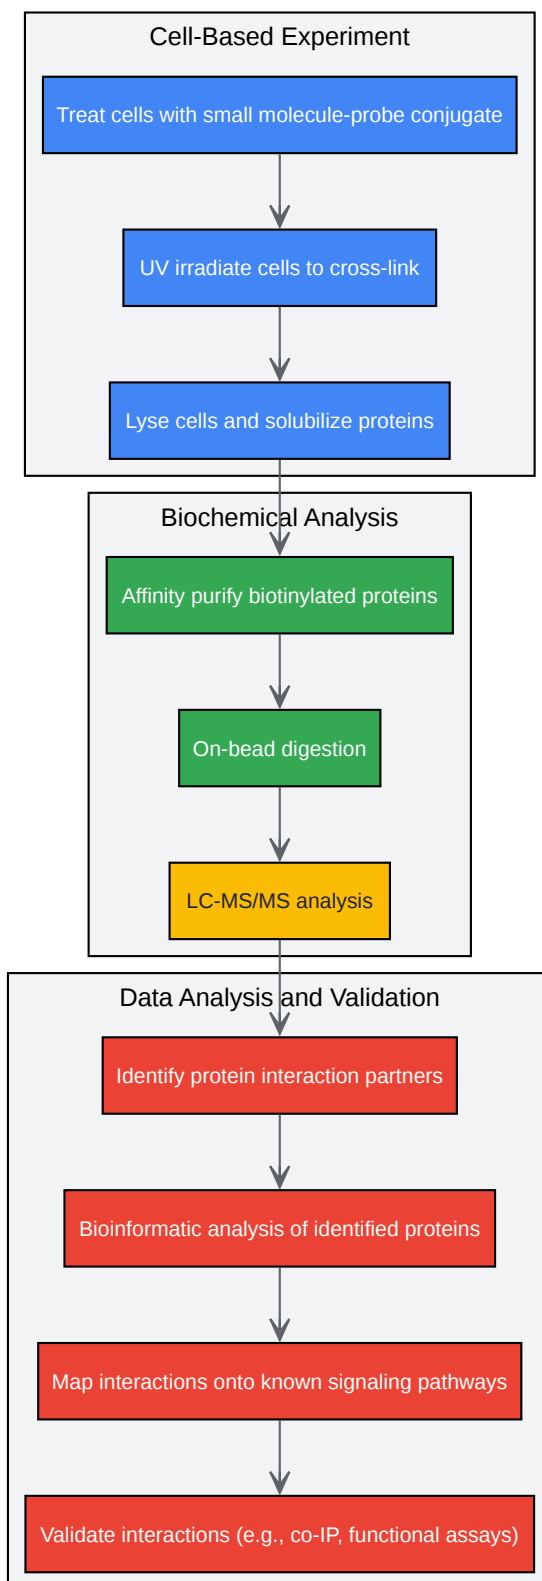 Cell-Based Experiment
Treat cells with small molecule-probe conjugate
UV irradiate cells to cross-link
Lyse cells and solubilize proteins
Biochemical Analysis
Affinity purify biotinylated proteins
On-bead digestion
LC-MS/MS analysis
Data Analysis and Validation
Identify protein interaction partners
Bioinformatic analysis of identified proteins
Map interactions onto known signaling pathways
Validate interactions (e.g., co-IP, functional assays)